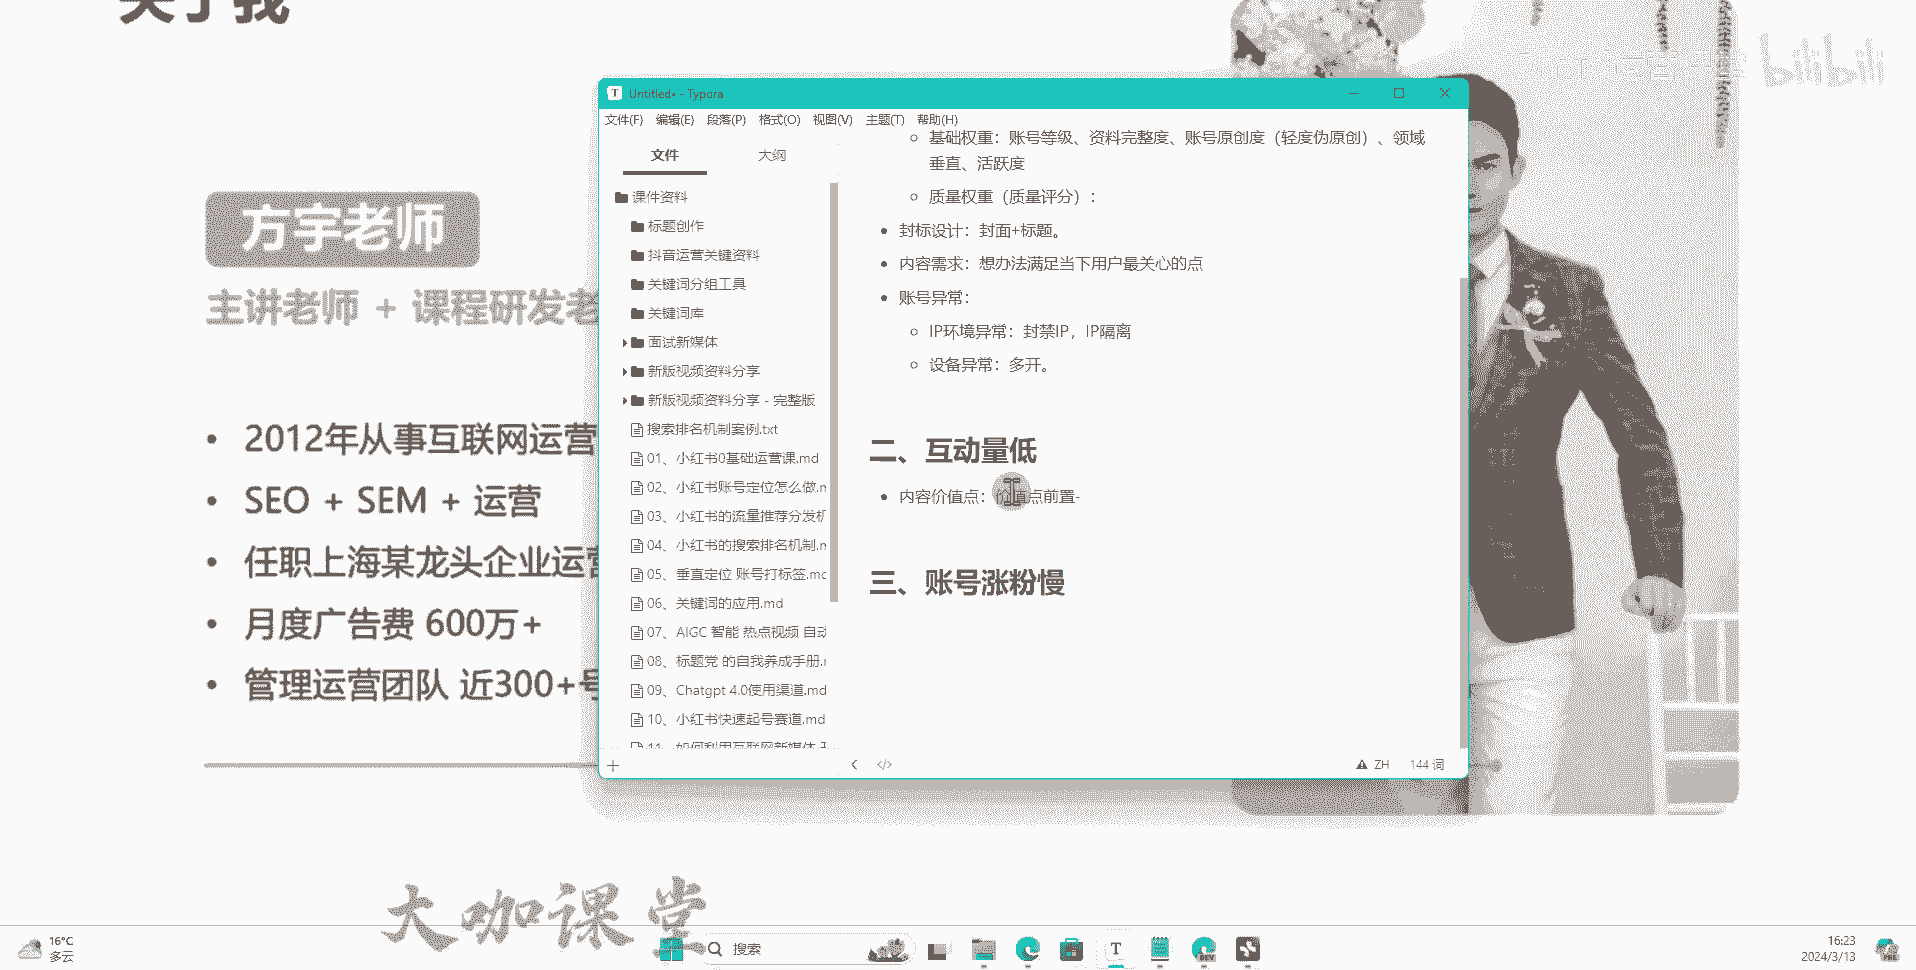 关于我
bilibili
方宇老师
主讲老师 + 课程研发老
2012年从事互联网运营
SEO + SEM + 运营
任职上海某龙头企业运营
月度广告费 600万+
管理运营团队 近300+号
Untitled• - Typora
文件(F) 编辑(E) 段落(P) 格式(O) 视图(V) 主题(T) 帮助(H)
文件 大纲
课件资料
标题创作
抖音运营关键资料
关键词分组工具
关键词库
面试新媒体
新版视频资料分享
新版视频资料分享 - 完整版
搜索排名机制案例.txt
01、小红书0基础运营课.md
02、小红书账号定位怎么做.m
03、小红书的流量推荐分发机
04、小红书的搜索排名机制.m
05、垂直定位 账号打标签.md
06、关键词的应用.md
07、AIGC 智能 热点视频 自动
08、标题党 的自我养成手册.m
09、Chatgpt 4.0使用渠道.md
10、小红书快速起号赛道.md
11、如何利用互联网新媒体
基础权重：账号等级、资料完整度、账号原创度（轻度伪原创）、领域
垂直、活跃度
质量权重（质量评分）：
封标设计：封面+标题。
内容需求：想办法满足当下用户最关心的点
账号异常：
IP环境异常：封禁IP，IP隔离
设备异常：多开。
二、互动量低
内容价值点：价值点前置-
三、账号涨粉慢
ZH 144 词
大咖课堂
16°C
多云
搜索
DEV
16:23
2024/3/13
PRE